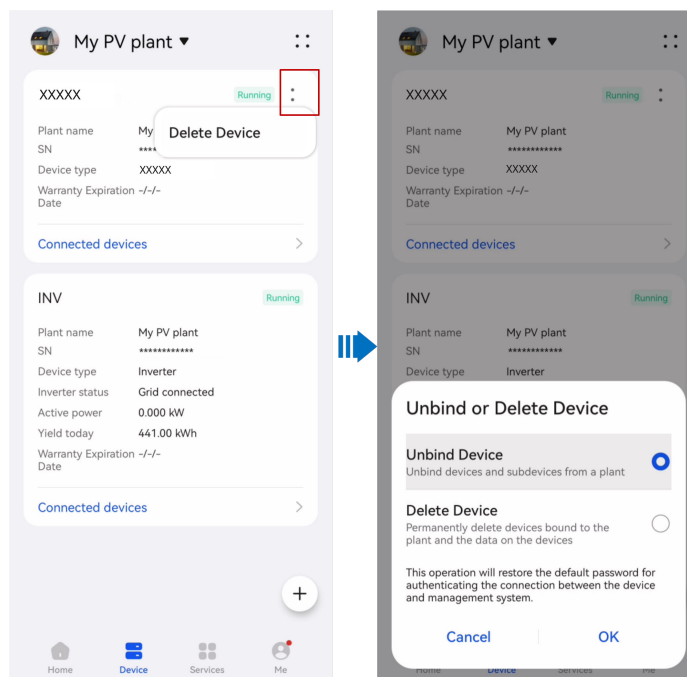 My PV plant ▼
XXXXX
Running
Delete Device
Plant name My
SN ****
Device type XXXXX
Warranty Expiration -/-/-
Date
Connected devices
INV
Running
Plant name My PV plant
SN ************
Device type Inverter
Inverter status Grid connected
Active power 0.000 kW
Yield today 441.00 kWh
Warranty Expiration -/-/-
Date
Connected devices
+
Home Device Services Me
My PV plant ▼
XXXXX
Running
Plant name My PV plant
SN ************
Device type XXXXX
Warranty Expiration -/-/-
Date
Connected devices
INV
Running
Plant name My PV plant
SN ************
Device type Inverter
Unbind or Delete Device
Unbind Device
Unbind devices and subdevices from a plant
Delete Device
Permanently delete devices bound to the
plant and the data on the devices
This operation will restore the default password for
authenticating the connection between the device
and management system.
Cancel OK
Home Device Services Me